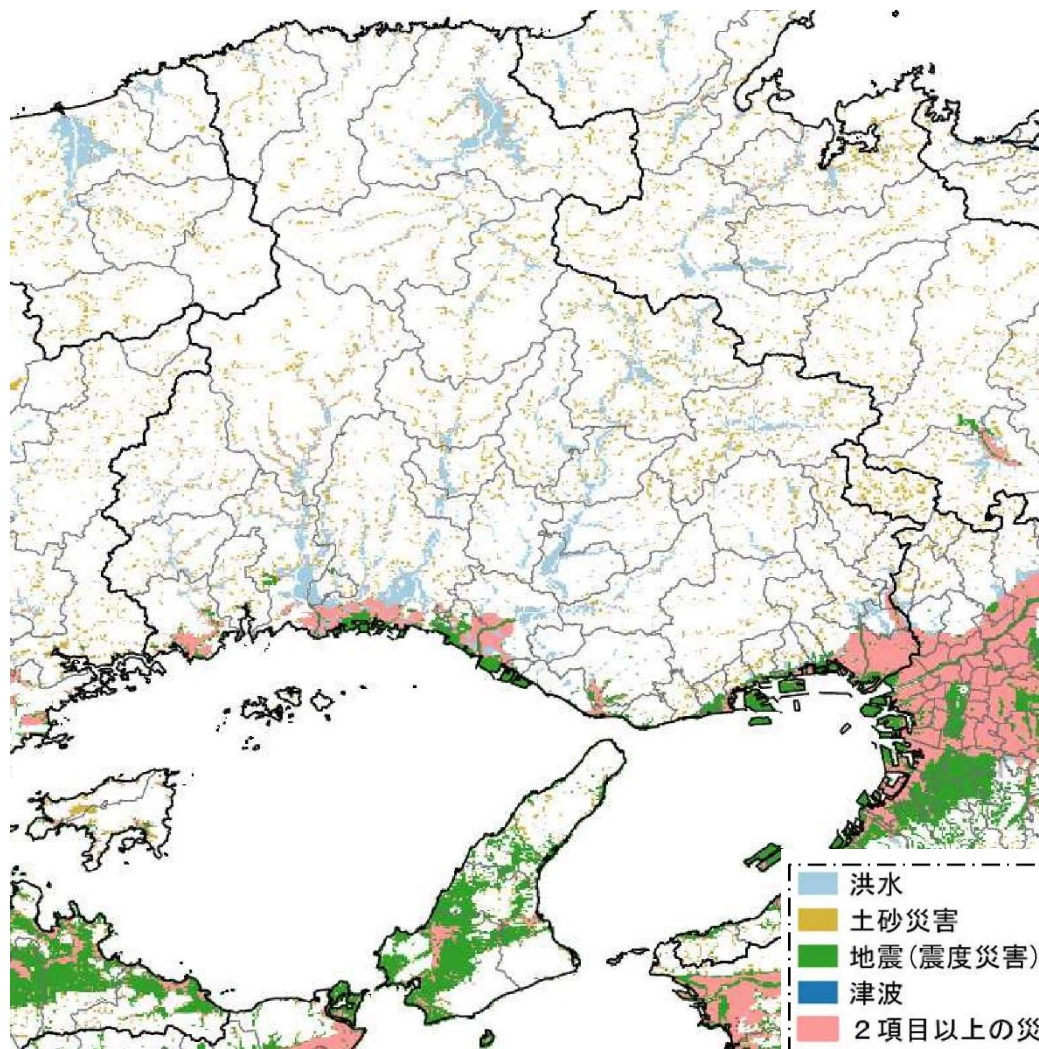 洪水
土砂災害
地震(震度災害)
津波
２項目以上の災